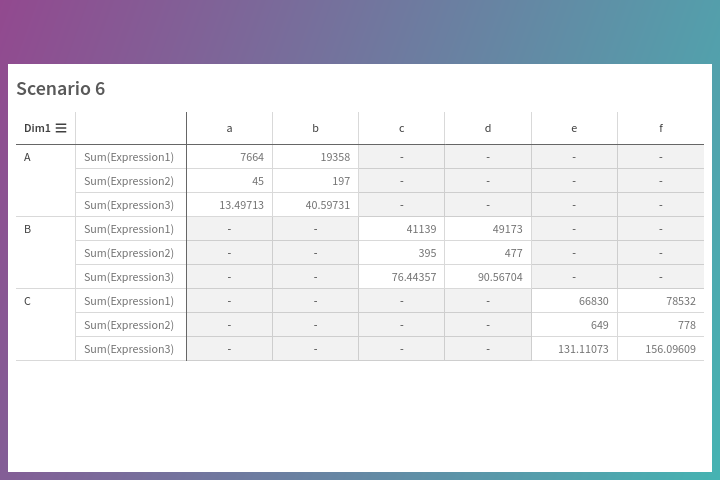 Scenario 6
Dim1 a b c d e f
A Sum(Expression1) 7664 19358 - - - -
Sum(Expression2) 45 197 - - - -
Sum(Expression3) 13.49713 40.59731 - - - -
B Sum(Expression1) - - 41139 49173 - -
Sum(Expression2) - - 395 477 - -
Sum(Expression3) - - 76.44357 90.56704 - -
C Sum(Expression1) - - - - 66830 78532
Sum(Expression2) - - - - 649 778
Sum(Expression3) - - - - 131.11073 156.09609